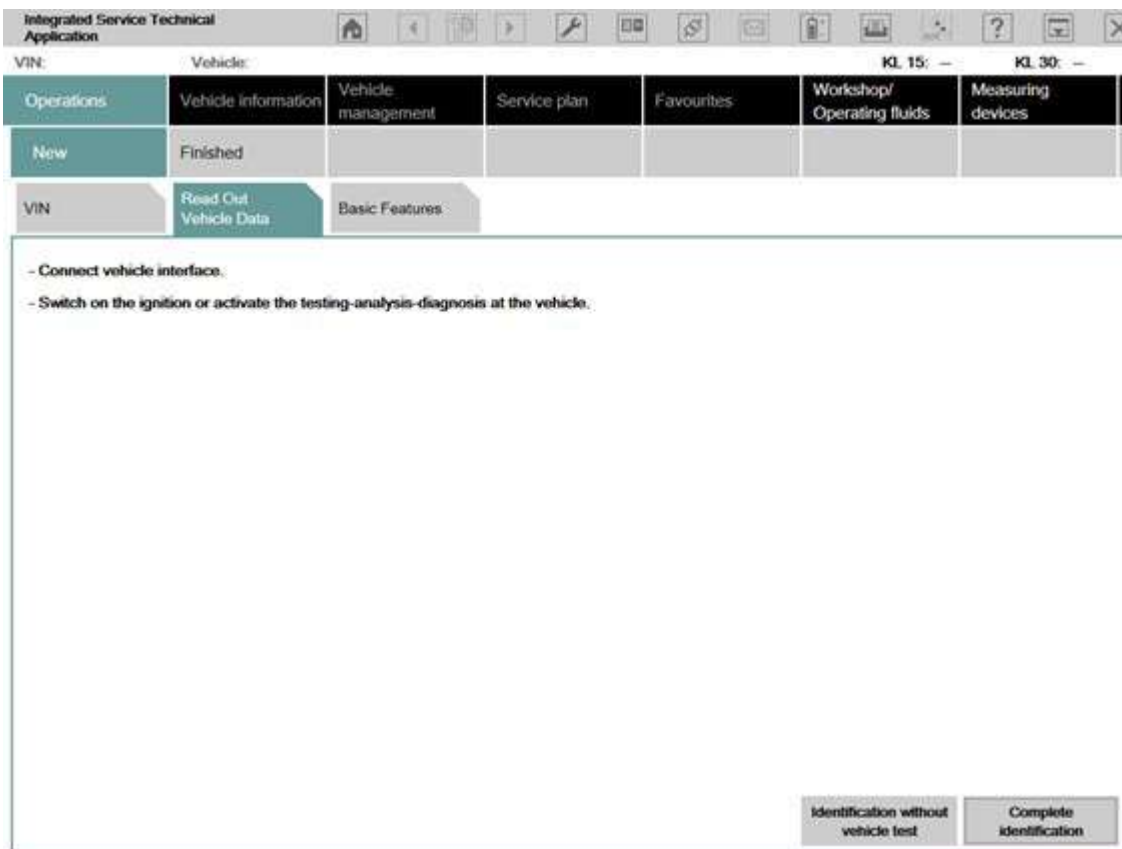 Integrated Service Technical
Application
VIN: Vehicle: KL 15: – KL 30: –
Operations Vehicle information Vehicle management Service plan Favourites Workshop/ Operating fluids Measuring devices
New Finished
VIN Read Out Vehicle Data Basic Features
- Connect vehicle interface.
- Switch on the ignition or activate the testing-analysis-diagnosis at the vehicle.
Identification without
vehicle test
Complete
identification